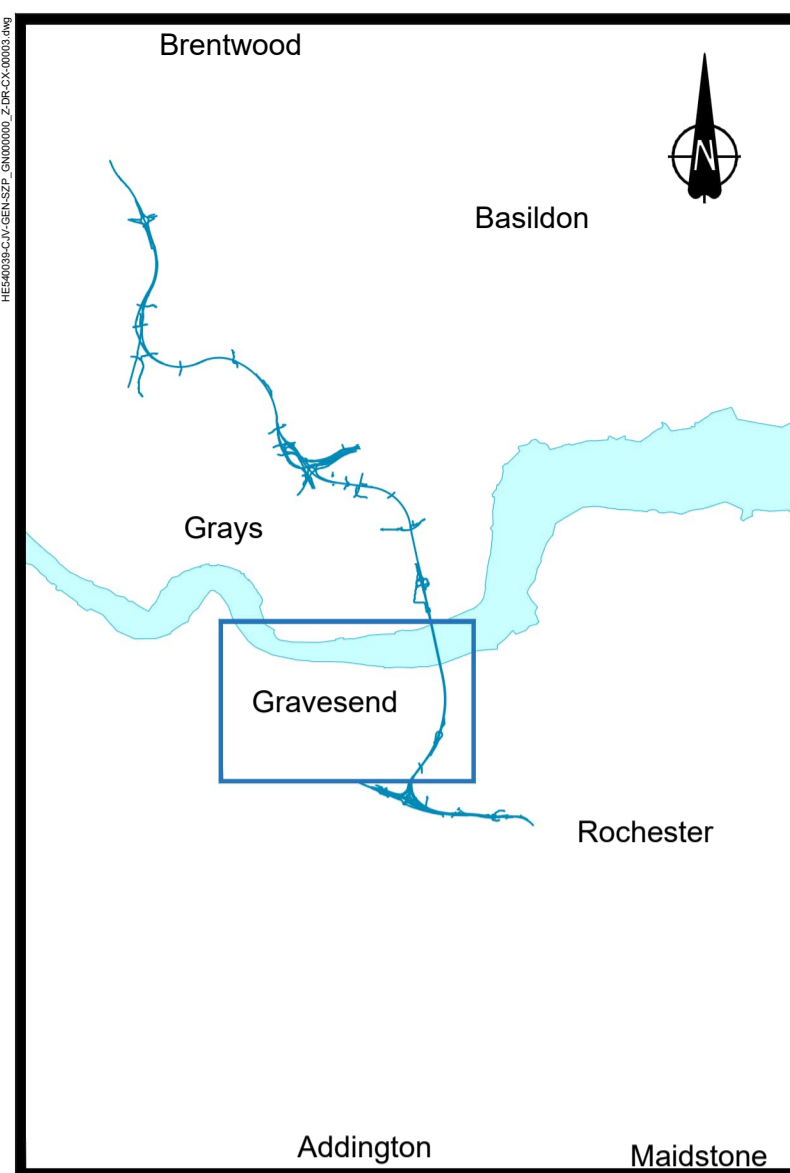 HE540039-CJV-GEN-SZP_GN000000_Z-DR-CX-00003.dwg
Brentwood
N
Basildon
Grays
Gravesend
Rochester
Addington
Maidstone